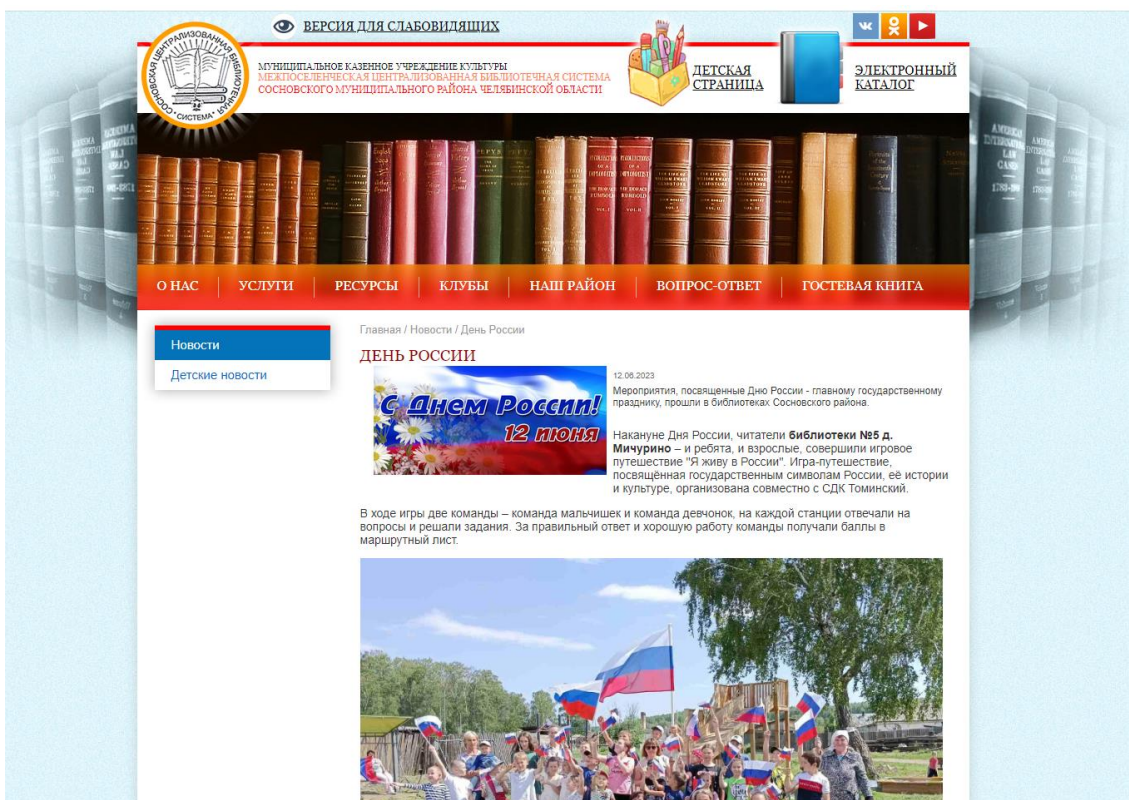 ВЕРСИЯ ДЛЯ СЛАБОВИДЯЩИХ
СОСНОВСКАЯ ЦЕНТРАЛИЗОВАННАЯ БИБЛИОТЕЧНАЯ
• СИСТЕМА •
МУНИЦИПАЛЬНОЕ КАЗЕННОЕ УЧРЕЖДЕНИЕ КУЛЬТУРЫ
МЕЖПОСЕЛЕНЧЕСКАЯ ЦЕНТРАЛИЗОВАННАЯ БИБЛИОТЕЧНАЯ СИСТЕМА
СОСНОВСКОГО МУНИЦИПАЛЬНОГО РАЙОНА ЧЕЛЯБИНСКОЙ ОБЛАСТИ
ДЕТСКАЯ
СТРАНИЦА
ЭЛЕКТРОННЫЙ
КАТАЛОГ
О НАС
УСЛУГИ
РЕСУРСЫ
КЛУБЫ
НАШ РАЙОН
ВОПРОС-ОТВЕТ
ГОСТЕВАЯ КНИГА
Новости
Детские новости
Главная / Новости / День России
ДЕНЬ РОССИИ
С Днем России!
12 июня
12.06.2023
Мероприятия, посвященные Дню России - главному государственному
празднику, прошли в библиотеках Сосновского района.
Накануне Дня России, читатели библиотеки №5 д.
Мичурино – и ребята, и взрослые, совершили игровое
путешествие "Я живу в России". Игра-путешествие,
посвящённая государственным символам России, её истории
и культуре, организована совместно с СДК Томинский.
В ходе игры две команды – команда мальчишек и команда девчонок, на каждой станции отвечали на
вопросы и решали задания. За правильный ответ и хорошую работу команды получали баллы в
маршрутный лист.